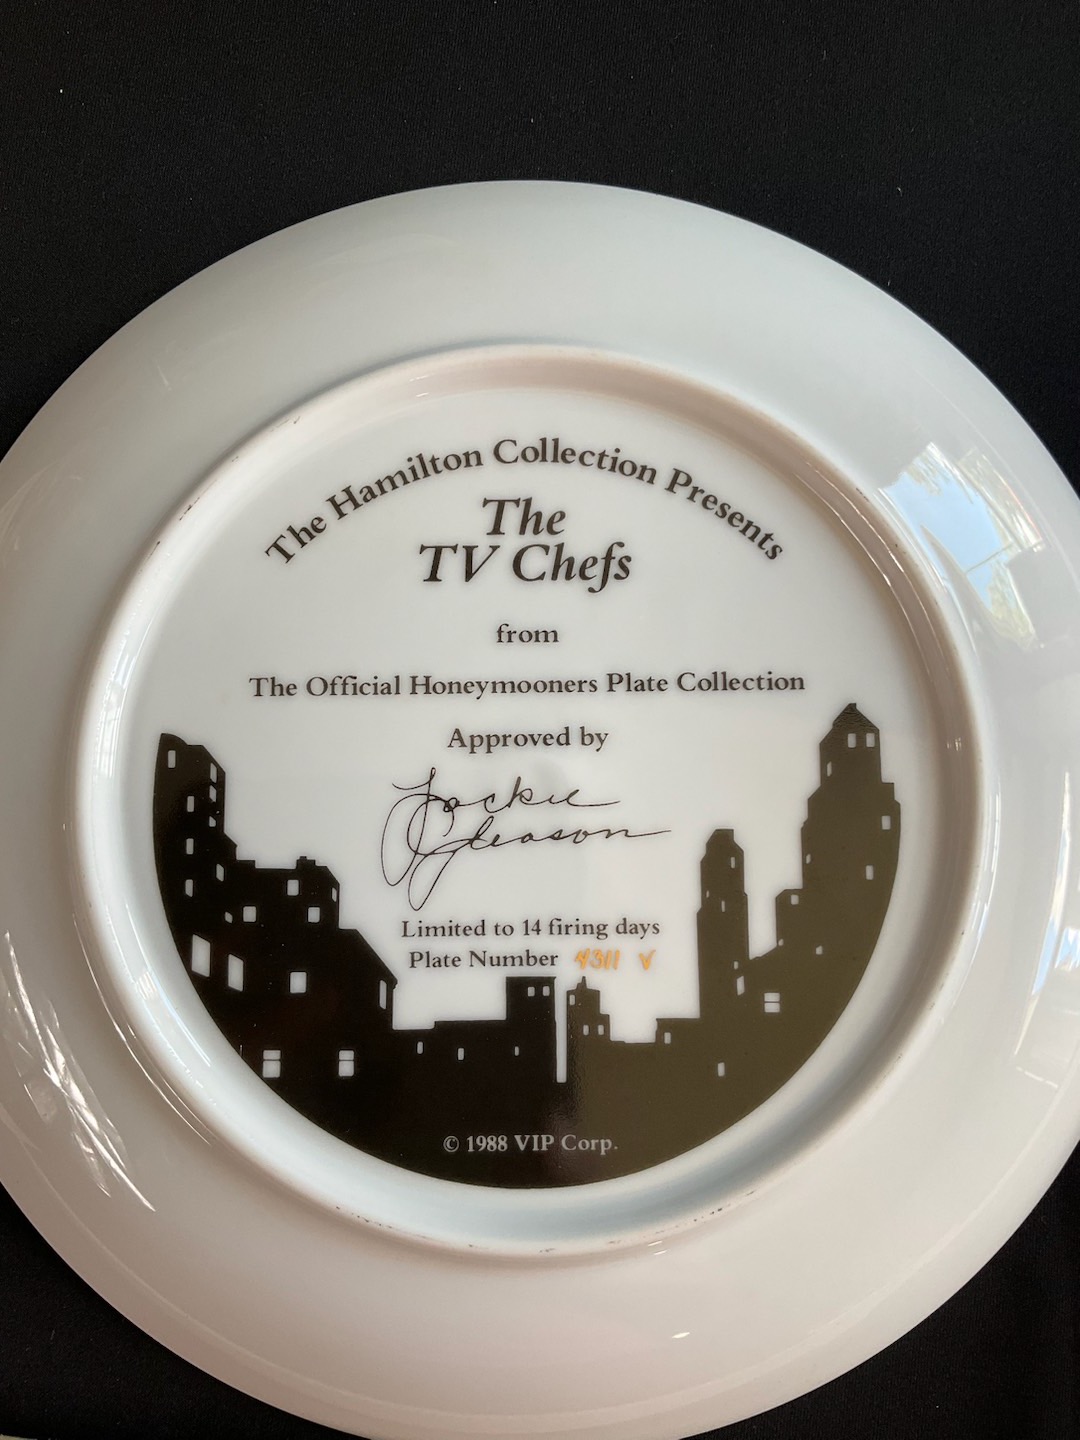 The Hamilton Collection Presents
The
TV Chefs
from
The Official Honeymooners Plate Collection
Approved by
Jackie
Gleason
Limited to 14 firing days
Plate Number 4311 V
© 1988 VIP Corp.